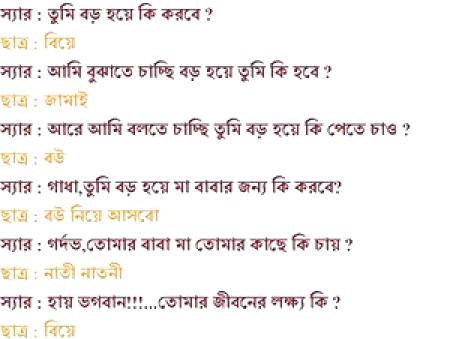 স্যার : তুমি বড় হয়ে কি করবে ?
ছাত্র : বিয়ে
স্যার : আমি বুঝাতে চাচ্ছি বড় হয়ে তুমি কি হবে ?
ছাত্র : জামাই
স্যার : আরে আমি বলতে চাচ্ছি তুমি বড় হয়ে কি পেতে চাও ?
ছাত্র : বউ
স্যার : গাধা,তুমি বড় হয়ে মা বাবার জন্য কি করবে?
ছাত্র : বউ নিয়ে আসবো
স্যার : গর্দভ,তোমার বাবা মা তোমার কাছে কি চায় ?
ছাত্র : নাতী নাতনী
স্যার : হায় ভগবান!!!...তোমার জীবনের লক্ষ্য কি ?
ছাত্র : বিয়ে